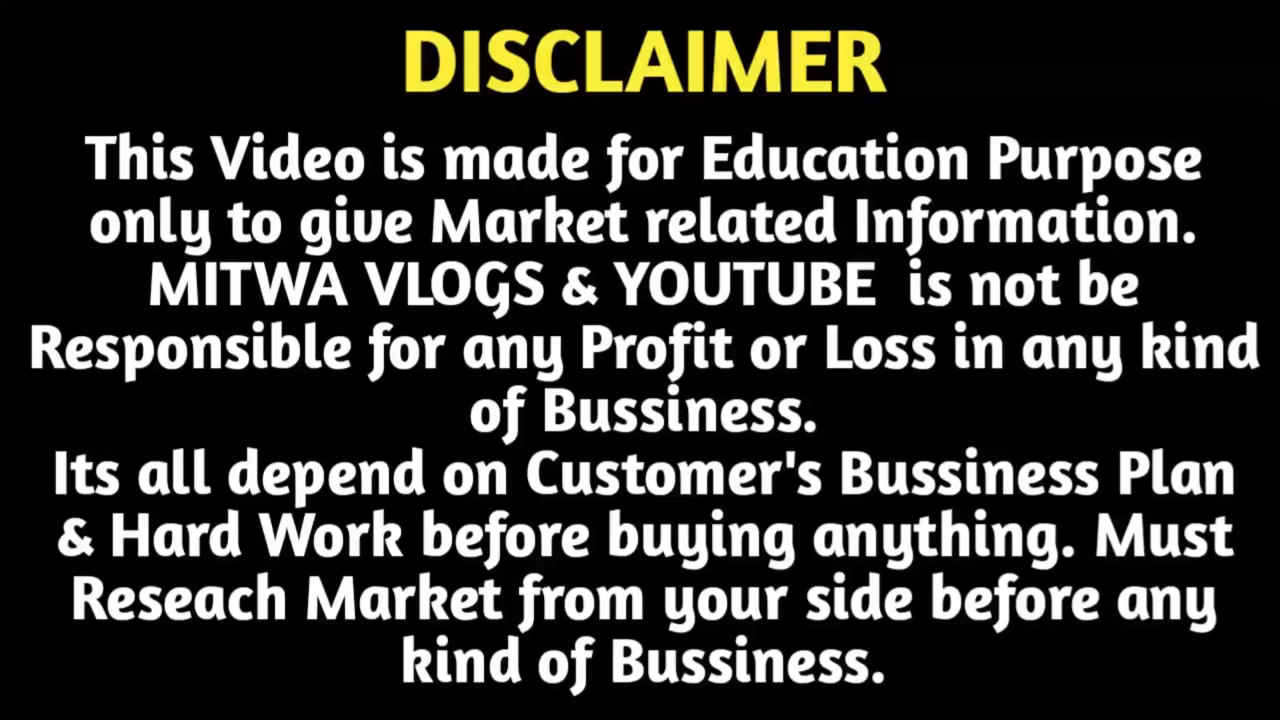 DISCLAIMER
This Video is made for Education Purpose
only to give Market related Information.
MITWA VLOGS & YOUTUBE is not be
Responsible for any Profit or Loss in any kind
of Bussiness.
Its all depend on Customer's Bussiness Plan
& Hard Work before buying anything. Must
Reseach Market from your side before any
kind of Bussiness.